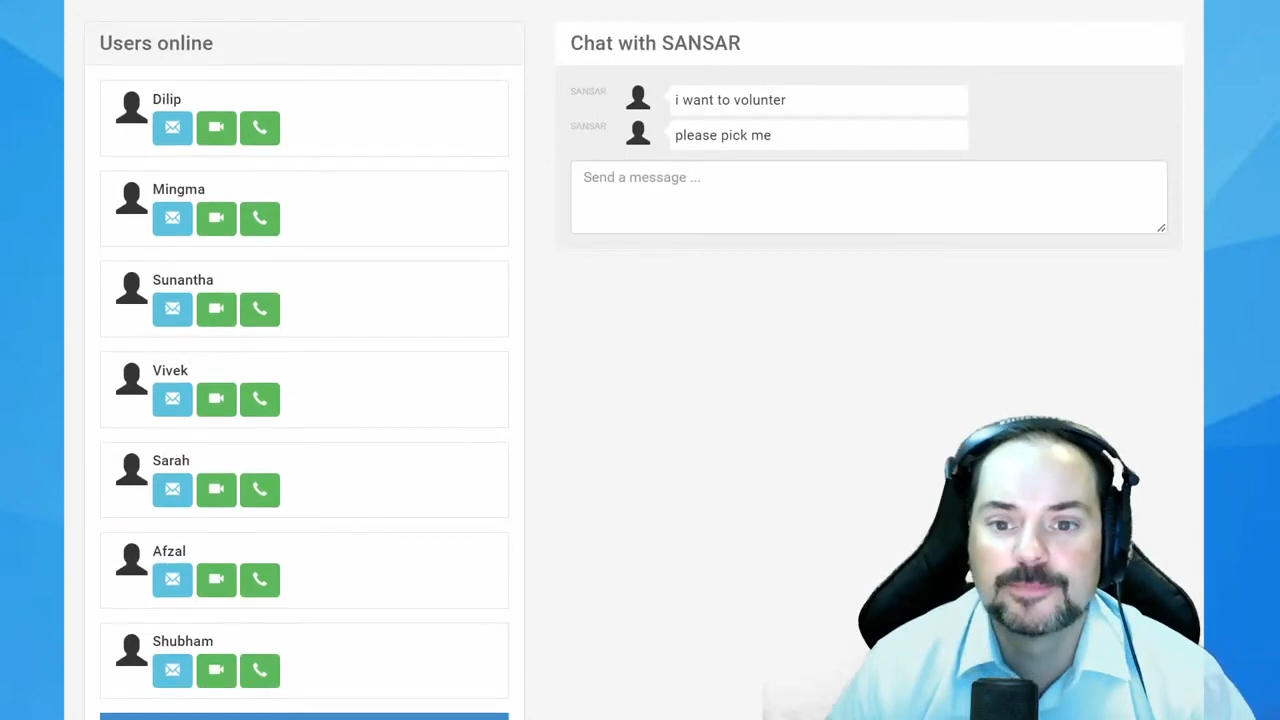 Users online
Dilip
Mingma
Sunantha
Vivek
Sarah
Afzal
Shubham
Chat with SANSAR
SANSAR
i want to volunter
SANSAR
please pick me
Send a message ...